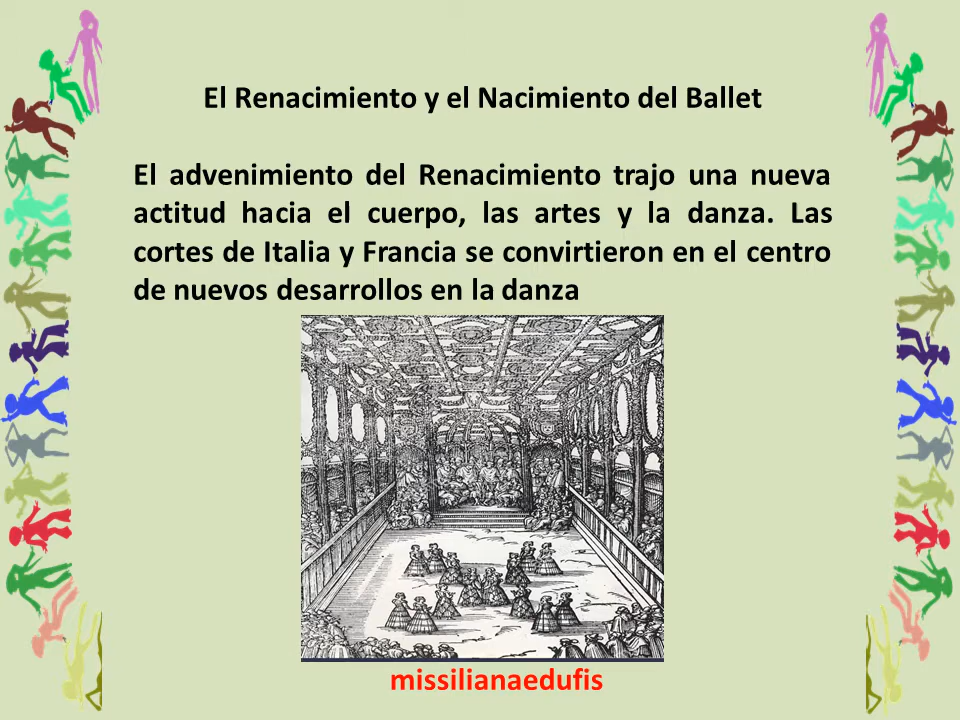 El Renacimiento y el Nacimiento del Ballet
El advenimiento del Renacimiento trajo una nueva
actitud hacia el cuerpo, las artes y la danza. Las
cortes de Italia y Francia se convirtieron en el centro
de nuevos desarrollos en la danza
missilianaedufis